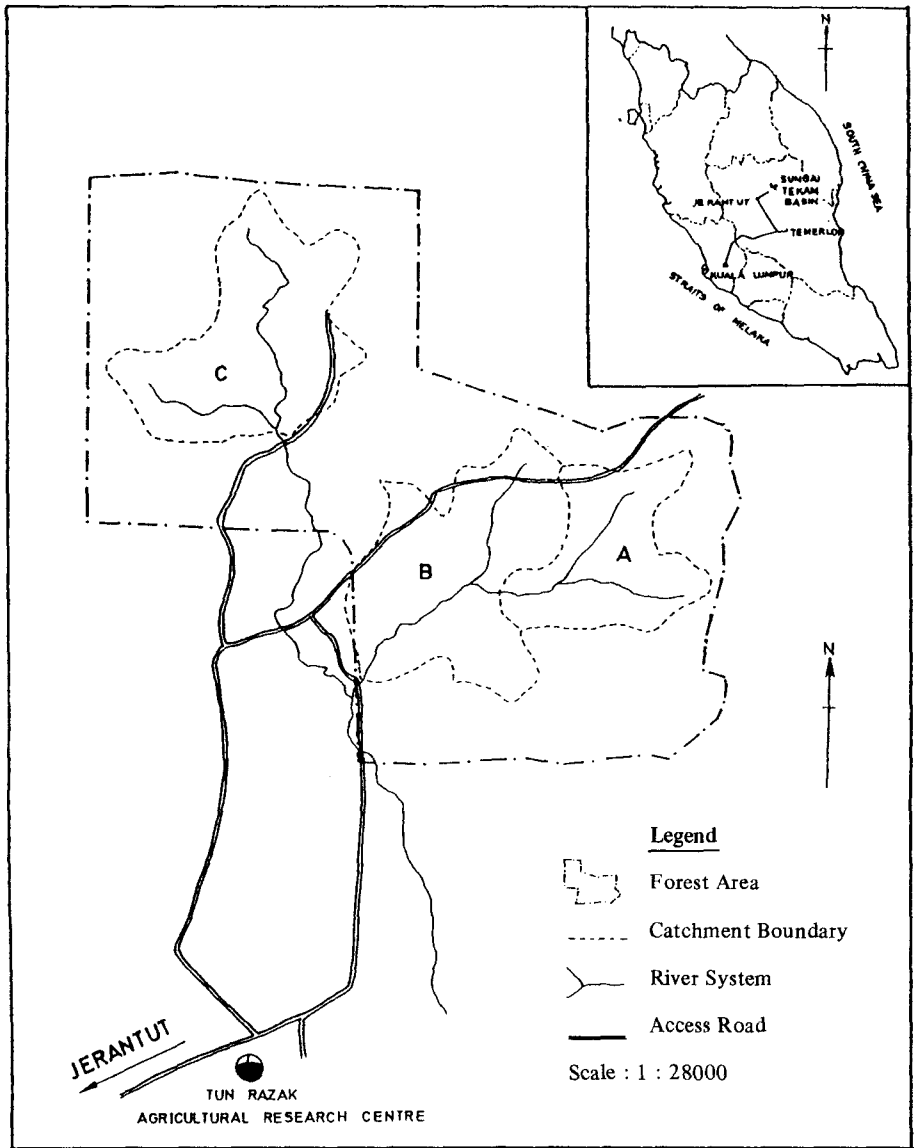 N
SOUTH CHINA SEA
SUNGAI
TEKAM
BASIN
JERANTUT
TEMERLOH
KUALA LUMPUR
STRAITS OF MELAKA
C
B
A
N
Legend
Forest Area
Catchment Boundary
River System
Access Road
Scale : 1 : 28000
JERANTUT
TUN RAZAK
AGRICULTURAL RESEARCH CENTRE